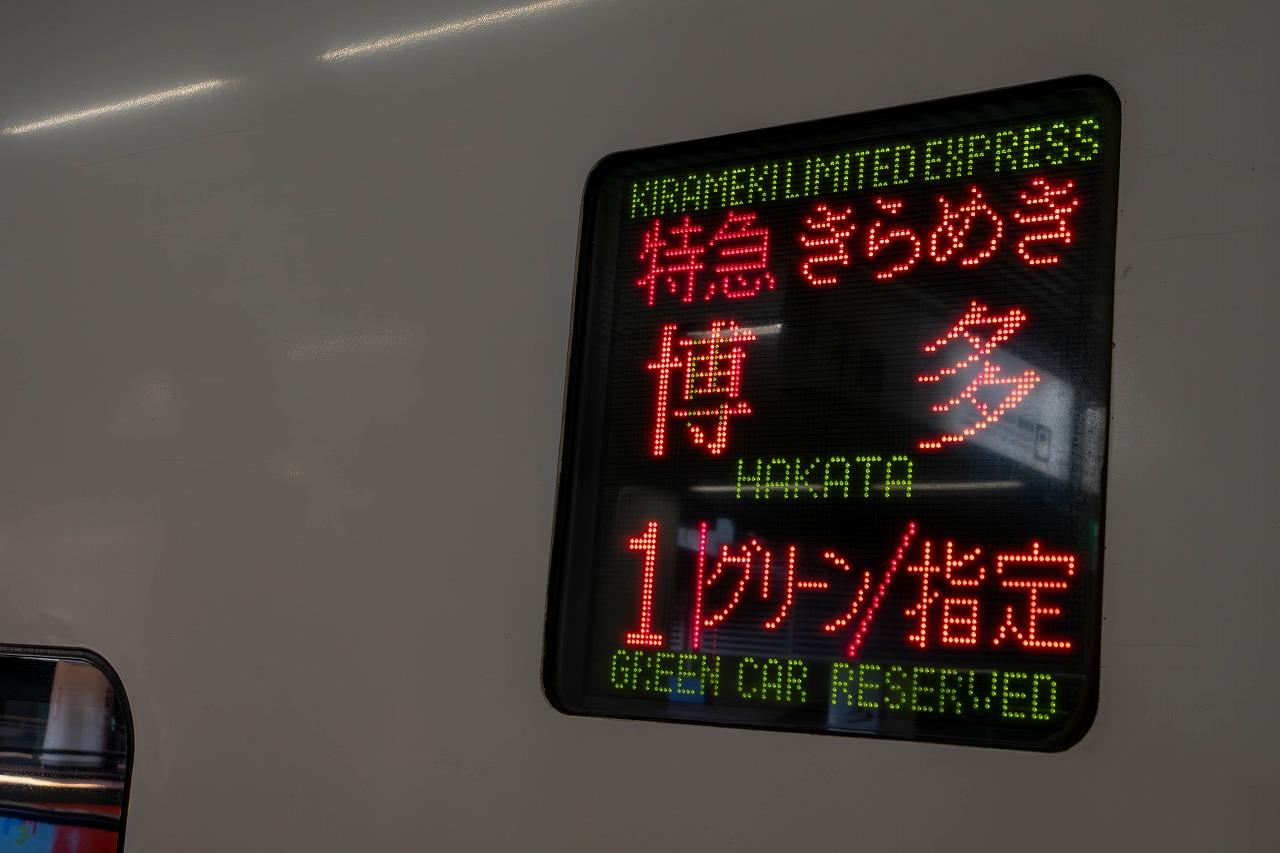 KIRAMEKI LIMITED EXPRESS
特急 きらめき
博多
HAKATA
1 グリーン/指定
GREEN CAR RESERVED